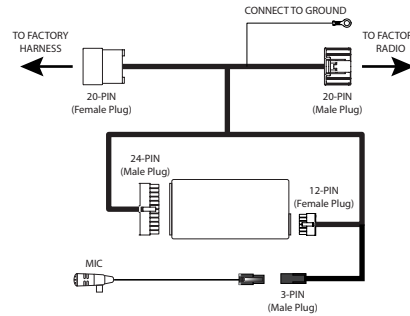 CONNECT TO GROUND
TO FACTORY
HARNESS
TO FACTOR
RADIO
20-PIN
(Female Plug)
20-PIN
(Male Plug)
24-PIN
(Male Plug)
12-PIN
(Female Plug)
MIC
3-PIN
(Male Plug)